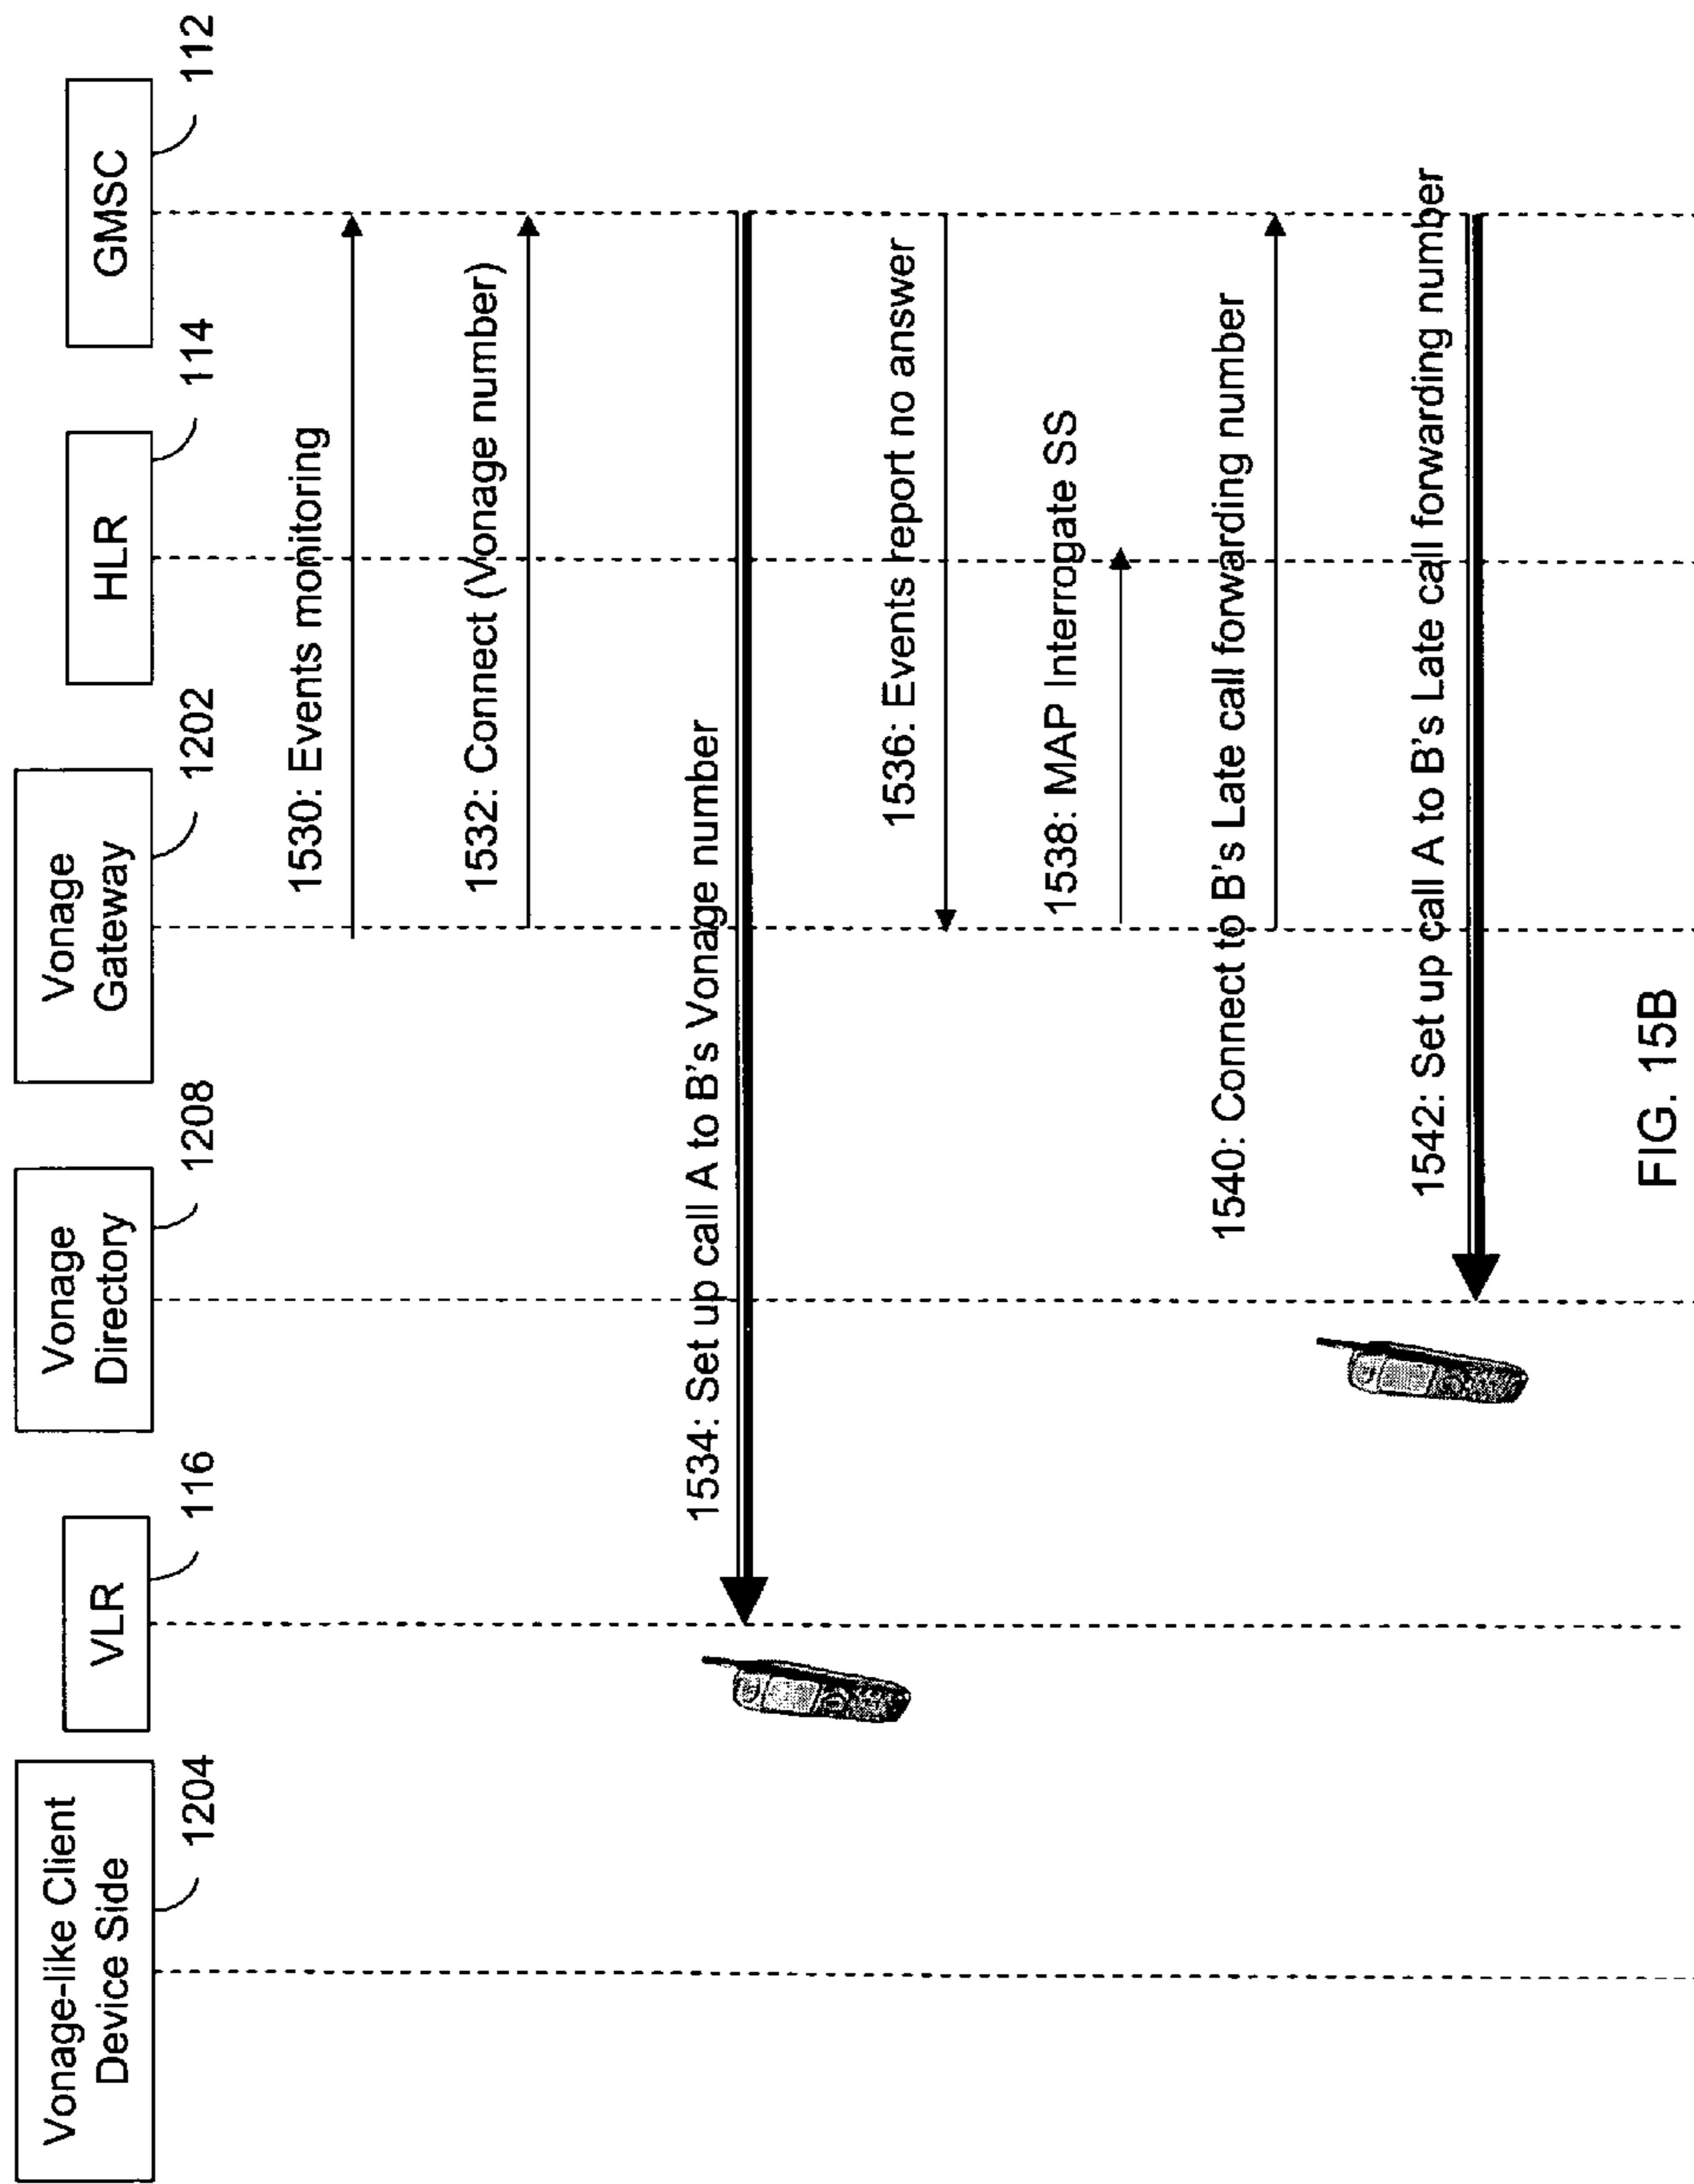 Vonage-like Client
Device Side
1204
VLR
116
Vonage
Directory
1208
Vonage
Gateway
1202
HLR
114
GMSC
112
1530: Events monitoring
1532: Connect (Vonage number)
1534: Set up call A to B's Vonage number
1536: Events report no answer
1538: MAP Interrogate SS
1540: Connect to B's Late call forwarding number
1542: Set up call A to B's Late call forwarding number
FIG. 15B